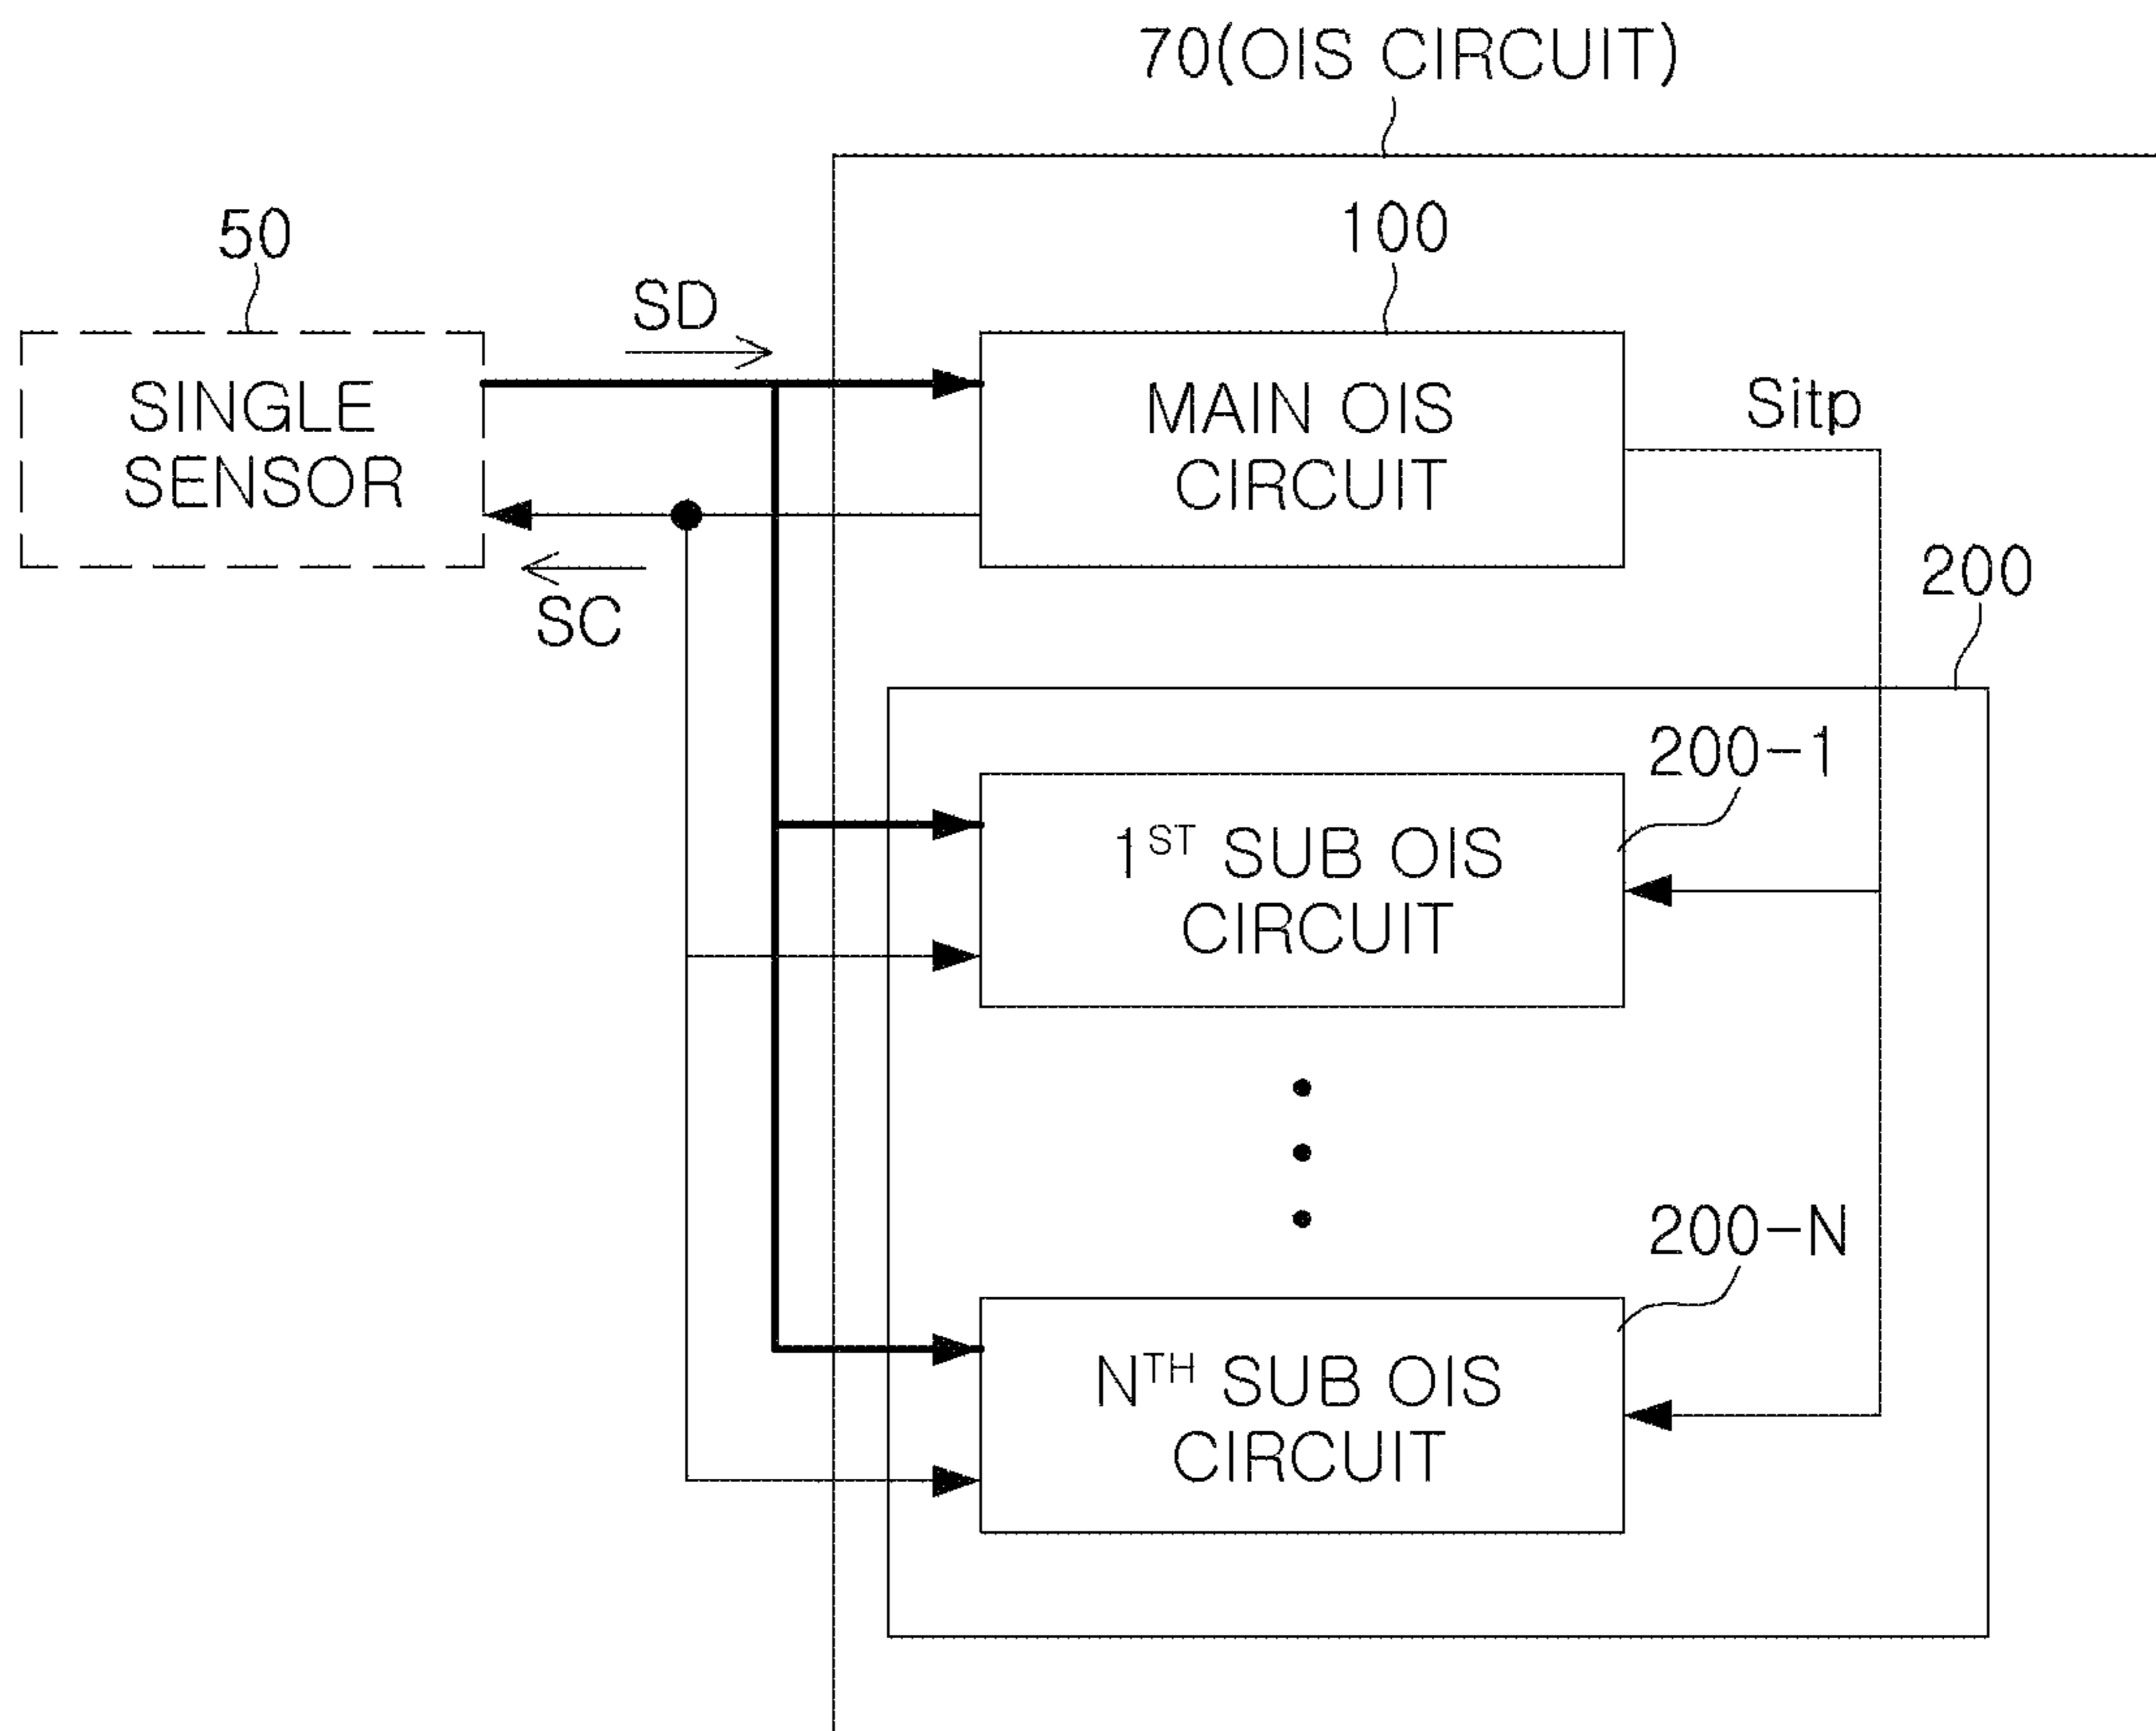 70(OIS CIRCUIT)
50
100
SD
SINGLE
SENSOR
MAIN OIS
CIRCUIT
Sitp
SC
200
200-1
1ST SUB OIS
CIRCUIT
200-N
NTH SUB OIS
CIRCUIT